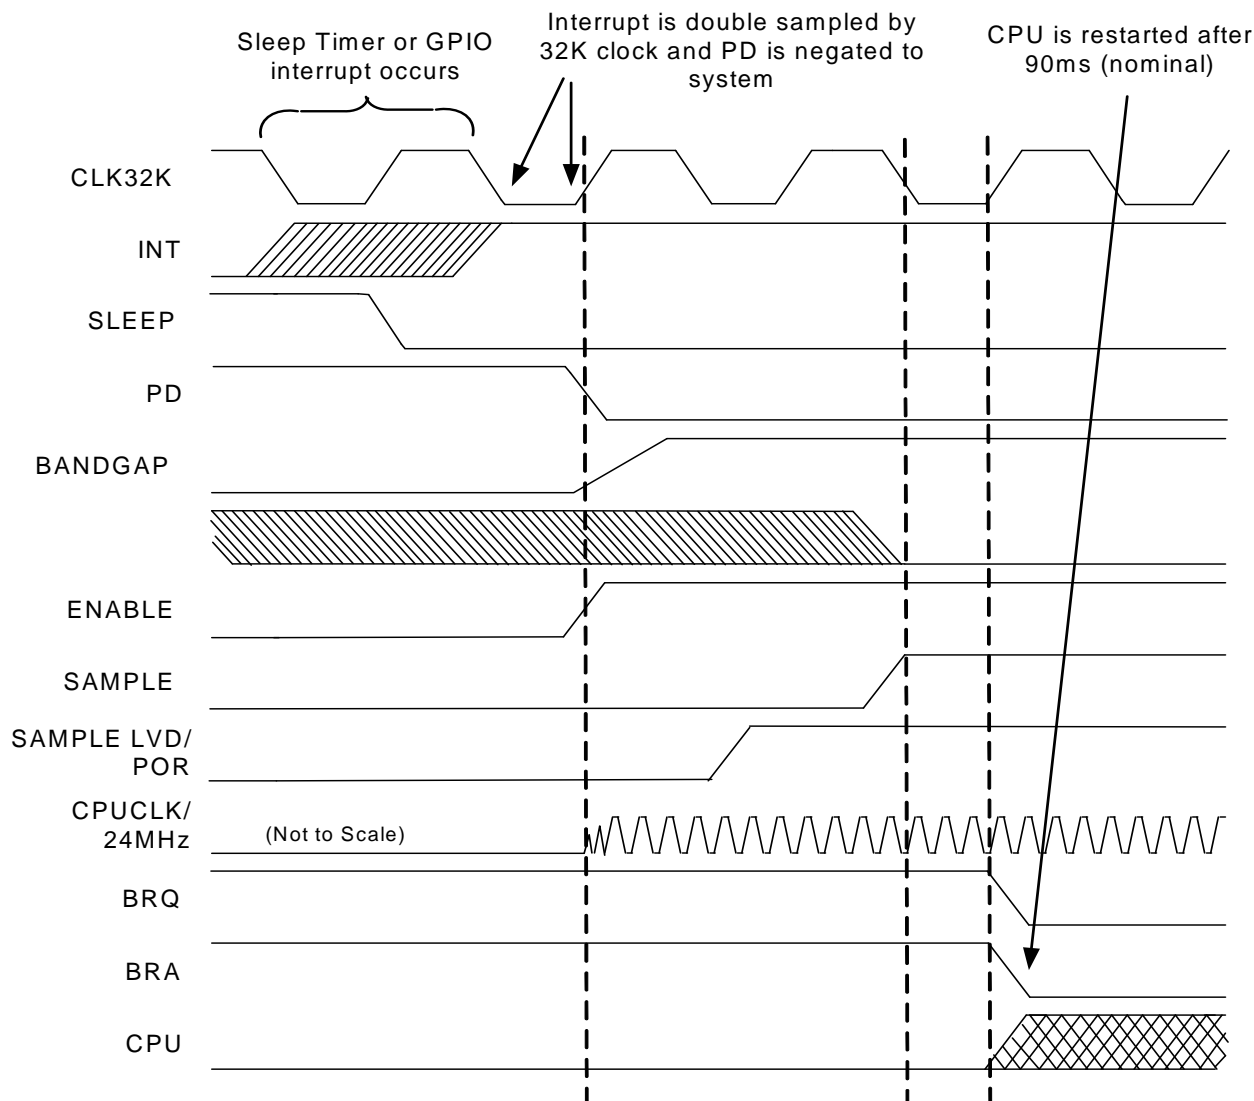 Sleep Timer or GPIO
interrupt occurs
Interrupt is double sampled by
32K clock and PD is negated to
system
CPU is restarted after
90ms (nominal)
CLK32K
INT
SLEEP
PD
BANDGAP
ENABLE
SAMPLE
SAMPLE LVD/
POR
CPUCLK/
24MHz
(Not to Scale)
BRQ
BRA
CPU